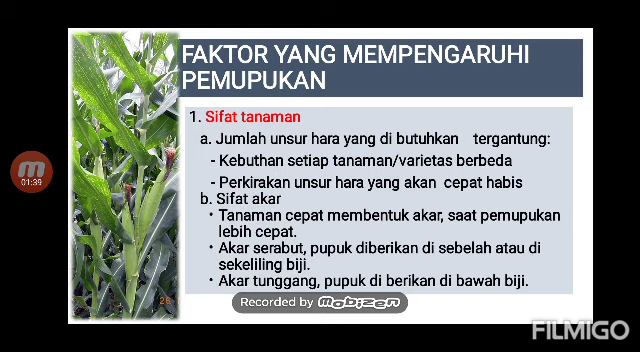 FAKTOR YANG MEMPENGARUHI
PEMUPUKAN
1. Sifat tanaman
a. Jumlah unsur hara yang di butuhkan tergantung:
- Kebuthan setiap tanaman/varietas berbeda
- Perkirakan unsur hara yang akan cepat habis
b. Sifat akar
• Tanaman cepat membentuk akar, saat pemupukan
lebih cepat.
• Akar serabut, pupuk diberikan di sebelah atau di
sekeliling biji.
• Akar tunggang, pupuk di berikan di bawah biji.
01:39
26
Recorded by mobizen
FILMIGO